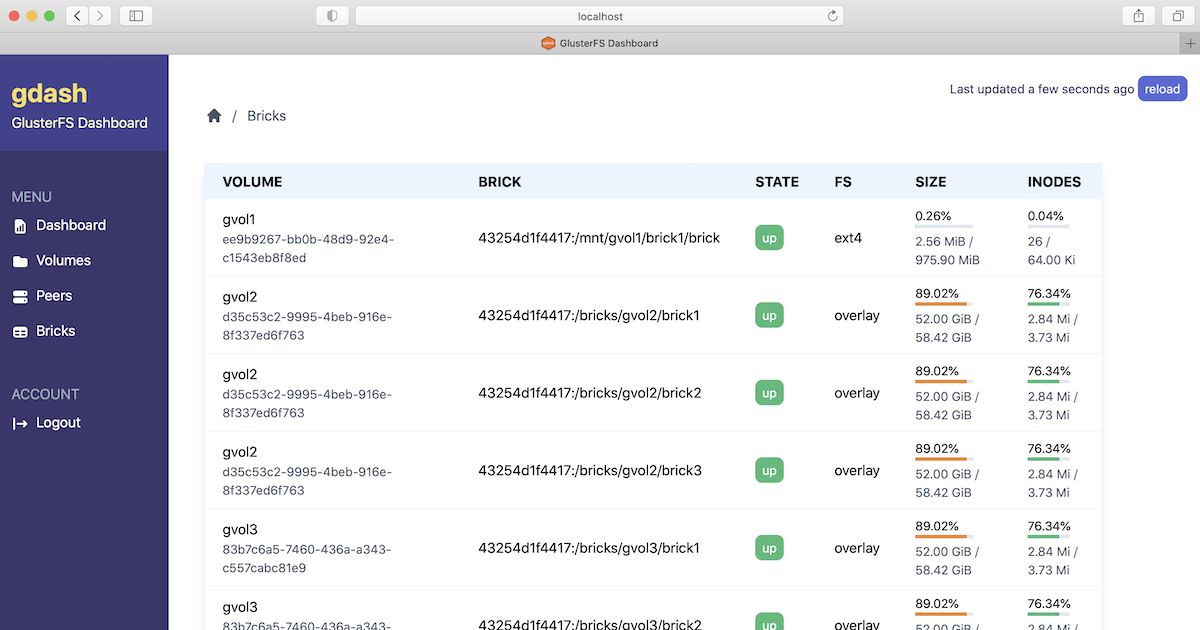 localhost
GlusterFS Dashboard
gdash
GlusterFS Dashboard
Last updated a few seconds ago reload
/ Bricks
MENU
Dashboard
Volumes
Peers
Bricks
ACCOUNT
Logout
VOLUME BRICK STATE FS SIZE INODES
gvol1
ee9b9267-bb0b-48d9-92e4-
c1543eb8f8ed
43254d1f4417:/mnt/gvol1/brick1/brick
up
ext4
0.26%
2.56 MiB /
975.90 MiB
0.04%
26 /
64.00 Ki
gvol2
d35c53c2-9995-4beb-916e-
8f337ed6f763
43254d1f4417:/bricks/gvol2/brick1
up
overlay
89.02%
52.00 GiB /
58.42 GiB
76.34%
2.84 Mi /
3.73 Mi
gvol2
d35c53c2-9995-4beb-916e-
8f337ed6f763
43254d1f4417:/bricks/gvol2/brick2
up
overlay
89.02%
52.00 GiB /
58.42 GiB
76.34%
2.84 Mi /
3.73 Mi
gvol2
d35c53c2-9995-4beb-916e-
8f337ed6f763
43254d1f4417:/bricks/gvol2/brick3
up
overlay
89.02%
52.00 GiB /
58.42 GiB
76.34%
2.84 Mi /
3.73 Mi
gvol3
83b7c6a5-7460-436a-a343-
c557cabc81e9
43254d1f4417:/bricks/gvol3/brick1
up
overlay
89.02%
52.00 GiB /
58.42 GiB
76.34%
2.84 Mi /
3.73 Mi
gvol3
83b7c6a5-7460-436a-a343-
43254d1f4417:/bricks/gvol3/brick2
up
overlay
89.02%
52.00 GiB /
76.34%
2.84 Mi /